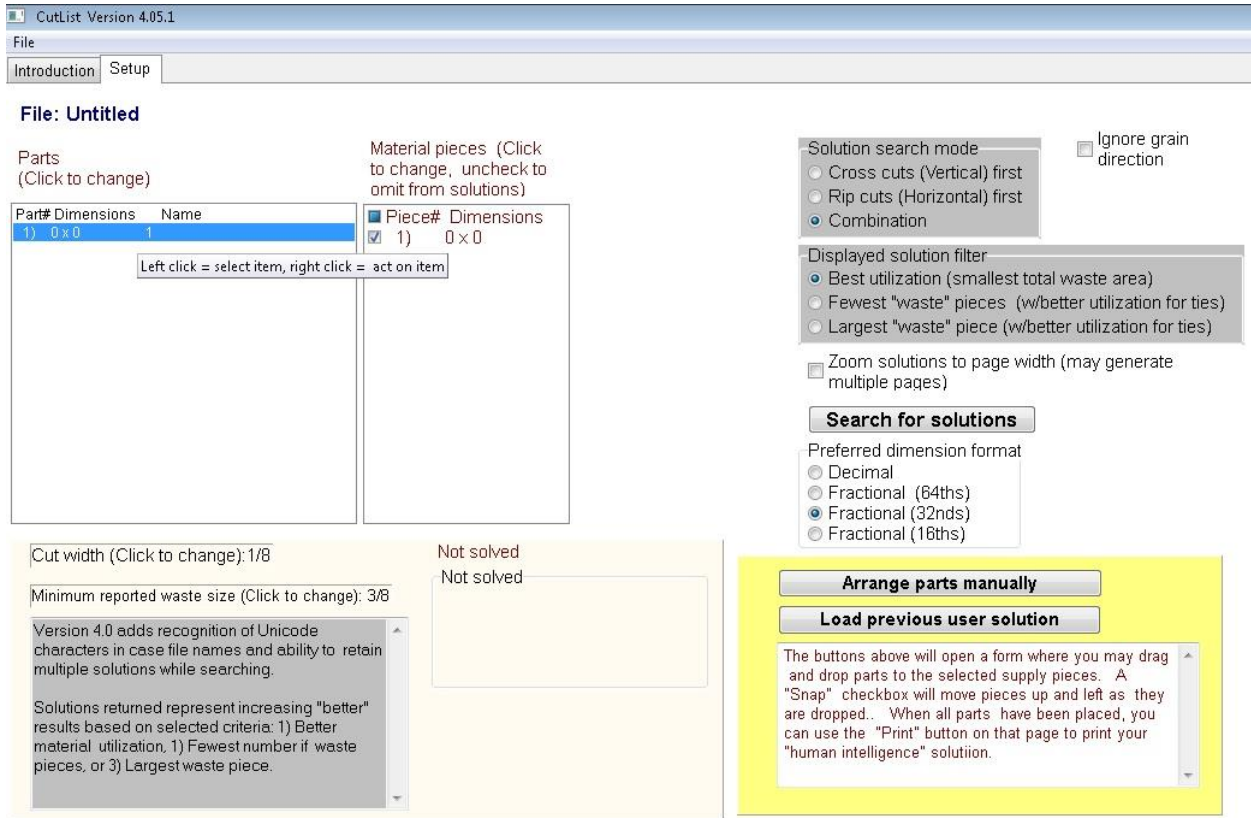 CutList Version 4.05.1
File
Introduction Setup
File: Untitled
Parts
(Click to change)
Part# Dimensions Name
1) 0 x 0 1
Left click = select item, right click = act on item
Material pieces (Click
to change, uncheck to
omit from solutions)
Piece# Dimensions
1) 0 x 0
Solution search mode
Cross cuts (Vertical) first
Rip cuts (Horizontal) first
Combination
Ignore grain
direction
Displayed solution filter
Best utilization (smallest total waste area)
Fewest "waste" pieces (w/better utilization for ties)
Largest "waste" piece (w/better utilization for ties)
Zoom solutions to page width (may generate
multiple pages)
Search for solutions
Preferred dimension format
Decimal
Fractional (64ths)
Fractional (32nds)
Fractional (16ths)
Cut width (Click to change):1/8
Minimum reported waste size (Click to change): 3/8
Version 4.0 adds recognition of Unicode
characters in case file names and ability to retain
multiple solutions while searching.
Solutions returned represent increasing "better"
results based on selected criteria: 1) Better
material utilization, 1) Fewest number if waste
pieces, or 3) Largest waste piece.
Not solved
Not solved
Arrange parts manually
Load previous user solution
The buttons above will open a form where you may drag
and drop parts to the selected supply pieces. A
"Snap" checkbox will move pieces up and left as they
are dropped.. When all parts have been placed, you
can use the "Print" button on that page to print your
"human intelligence" solutiion.